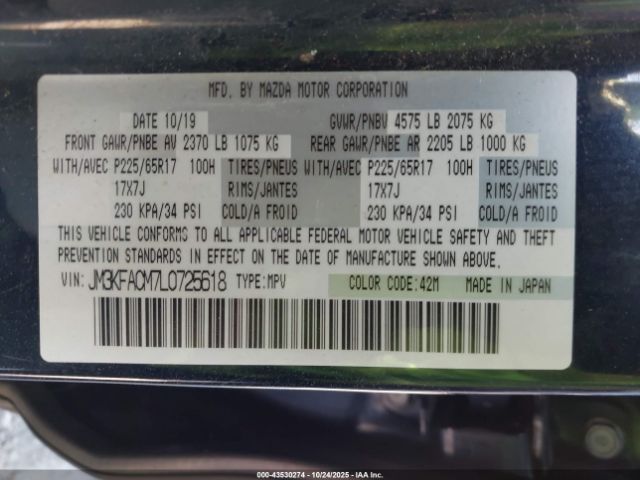 MFD. BY MAZDA MOTOR CORPORATION
DATE 10/19 GVWR/PNBV 4575 LB 2075 KG
FRONT GAWR/PNBE AV 2370 LB 1075 KG REAR GAWR/PNBE AR 2205 LB 1000 KG
WITH/AVEC P225/65R17 100H TIRES/PNEUS WITH/AVEC P225/65R17 100H TIRES/PNEUS
17X7J RIMS/JANTES 17X7J RIMS/JANTES
230 KPA/34 PSI COLD/A FROID 230 KPA/34 PSI COLD/A FROID
THIS VEHICLE CONFORMS TO ALL APPLICABLE FEDERAL MOTOR VEHICLE SAFETY AND THEFT
PREVENTION STANDARDS IN EFFECT ON THE DATE OF MANUFACTURE SHOWN ABOVE.
VIN: JM3KFACM7L0725618 TYPE:MPV COLOR CODE:42M MADE IN JAPAN
000-43530274 - 10/24/2025 - IAAI.COM